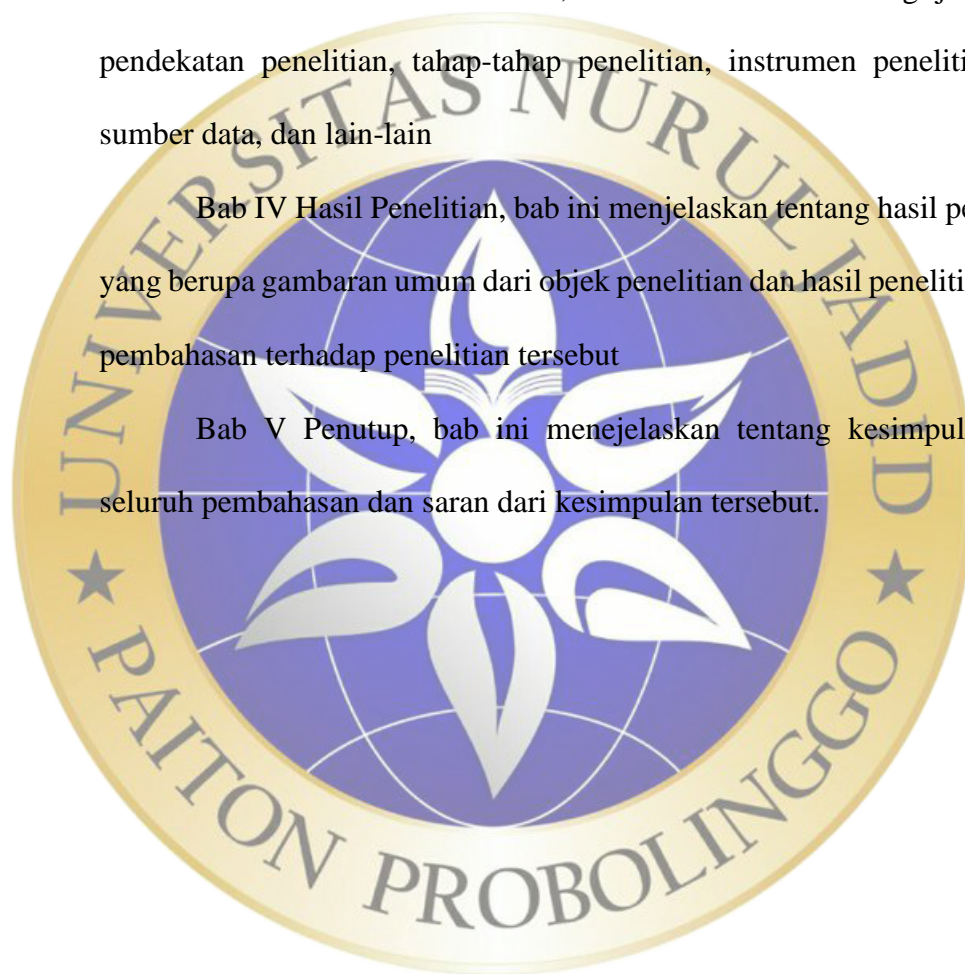 pendekatan penelitian, tahap-tahap penelitian, instrumen peneliti
sumber data, dan lain-lain
Bab IV Hasil Penelitian, bab ini menjelaskan tentang hasil pe
yang berupa gambaran umum dari objek penelitian dan hasil peneliti
pembahasan terhadap penelitian tersebut
Bab V Penutup, bab ini menejelaskan tentang kesimpul
seluruh pembahasan dan saran dari kesimpulan tersebut.
UNIVERSITAS NURUL JADID
PAITON PROBOLINGGO